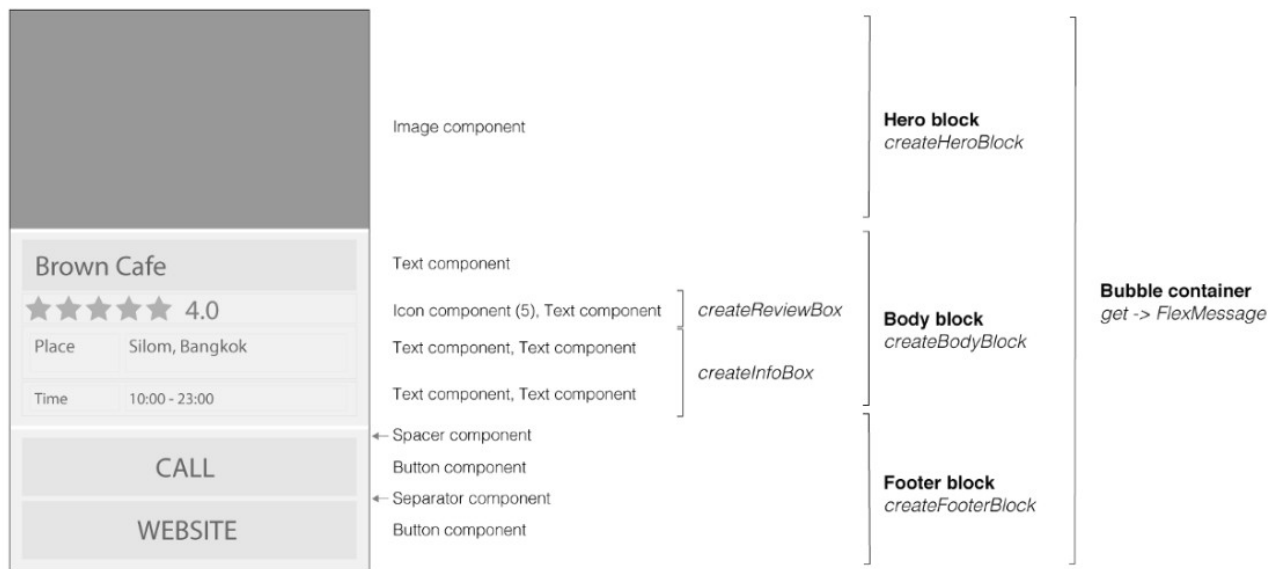 Image component
Hero block
createHeroBlock
Brown Cafe
Text component
4.0
Icon component (5), Text component
createReviewBox
Place
Silom, Bangkok
Text component, Text component
createInfoBox
Time
10:00 - 23:00
Text component, Text component
Body block
createBodyBlock
Bubble container
get -> FlexMessage
Spacer component
CALL
Button component
Separator component
WEBSITE
Button component
Footer block
createFooterBlock